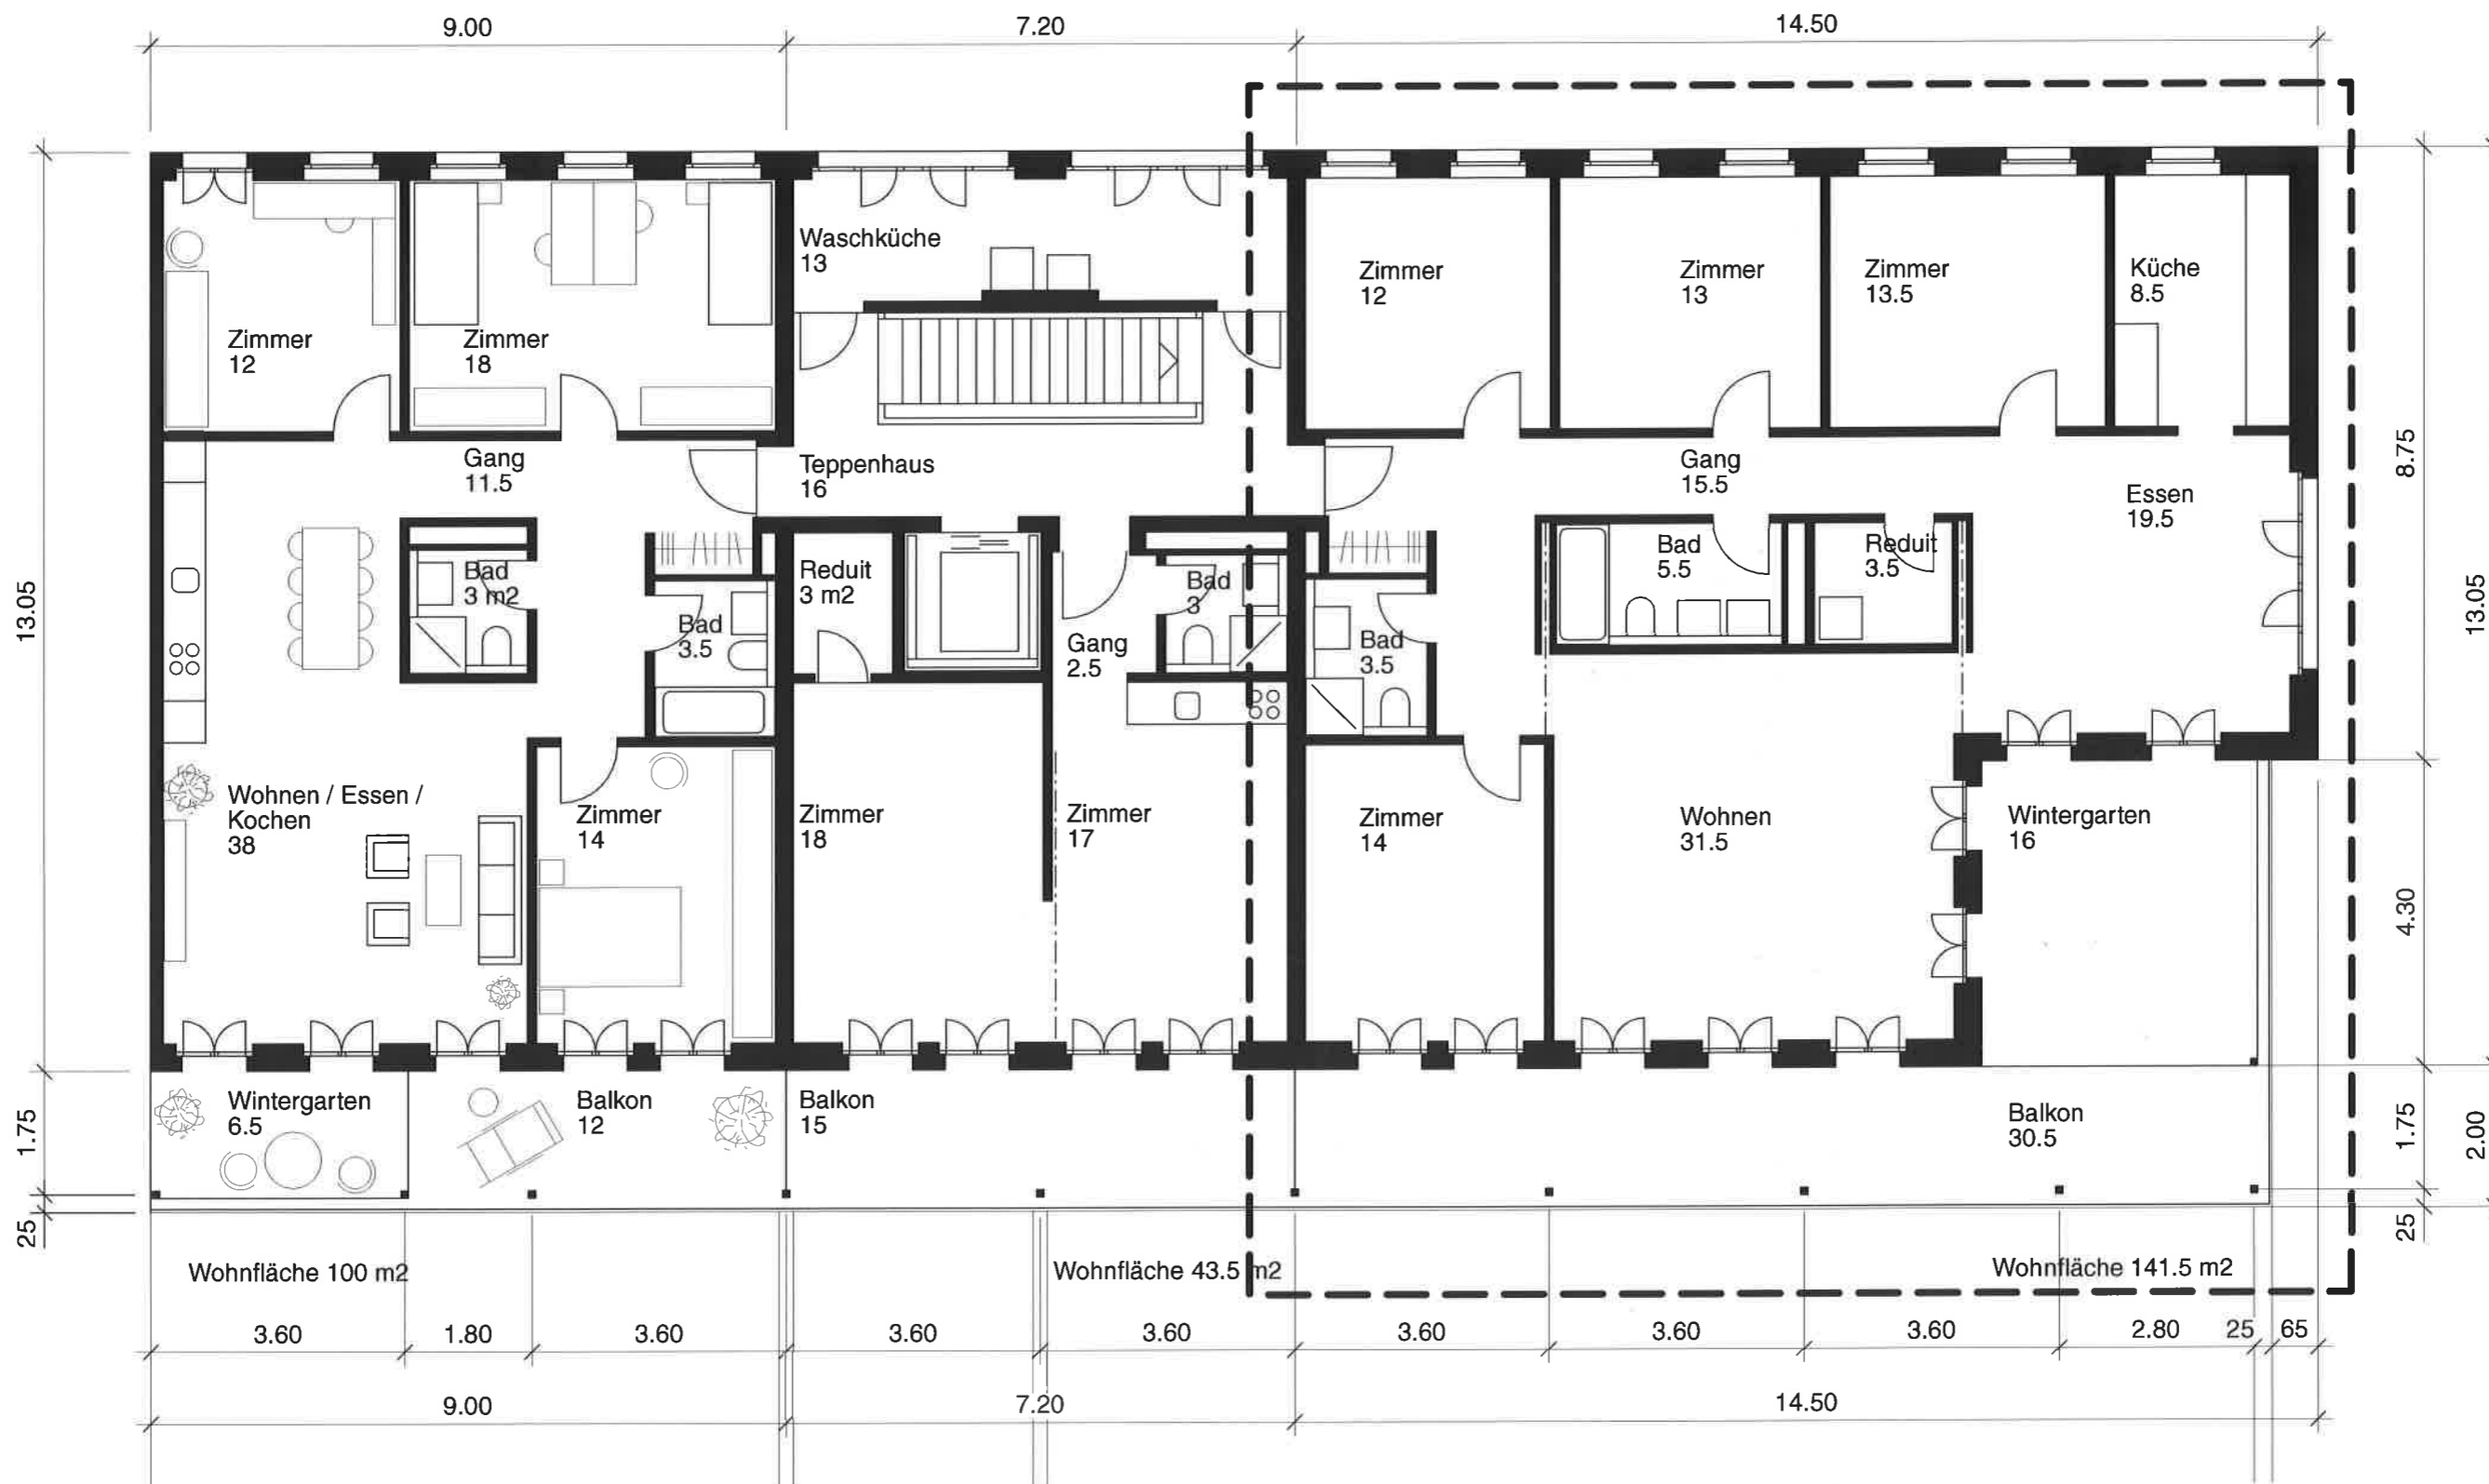 9.00
7.20
14.50
Waschküche
13
Zimmer
12
Zimmer
18
Zimmer
12
Zimmer
13
Zimmer
13.5
Küche
8.5
Gang
11.5
Teppenhaus
16
Gang
15.5
Essen
19.5
8.75
13.05
13.05
Bad
3 m2
Bad
3.5
Reduit
3 m2
Gang
2.5
Bad
3
Bad
3.5
Bad
5.5
Reduit
3.5
Wohnen / Essen /
Kochen
38
Zimmer
14
Zimmer
18
Zimmer
17
Zimmer
14
Wohnen
31.5
Wintergarten
16
4.30
Wintergarten
6.5
Balkon
12
Balkon
15
Balkon
30.5
1.75
25
1.75
2.00
25
Wohnfläche 100 m2
Wohnfläche 43.5 m2
Wohnfläche 141.5 m2
3.60
1.80
3.60
3.60
3.60
3.60
3.60
3.60
2.80
25
65
9.00
7.20
14.50